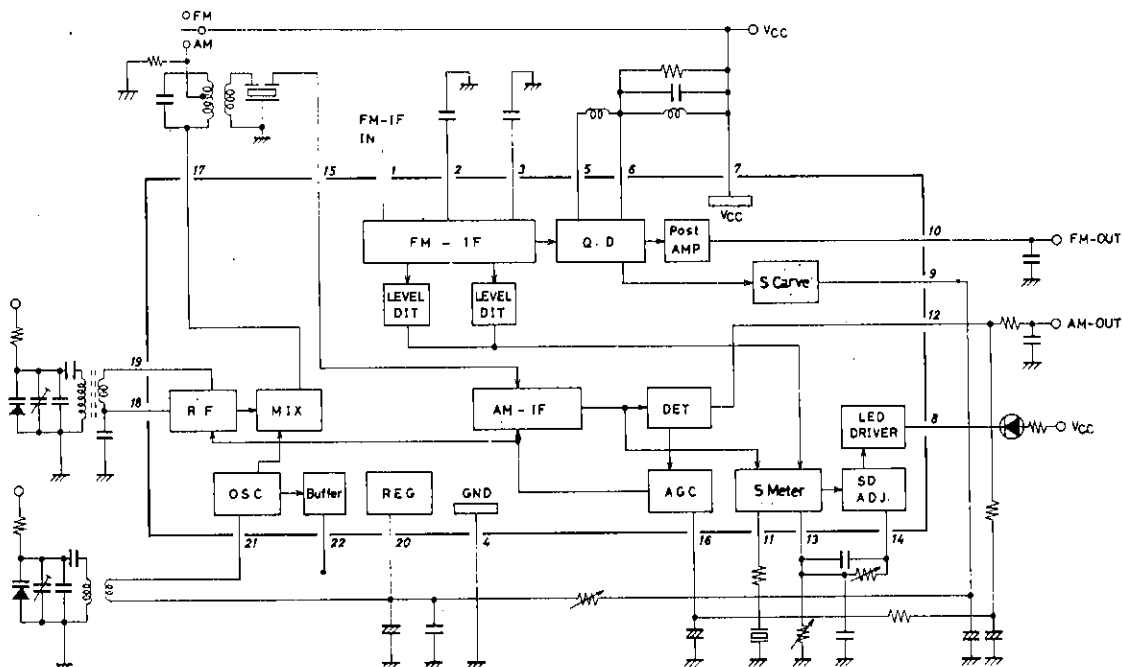 FM
AM
VCC
FM-IF
IN
17
15
1
2
3
5
6
7
VCC
FM - IF
Q.D
Post
AMP
10
FM-OUT
LEVEL
DIT
LEVEL
DIT
S Carve
9
12
AM-OUT
19
18
RF
MIX
AM-IF
DET
LED
DRIVER
8
VCC
OSC
Buffer
REG
GND
AGC
S Meter
SD
ADJ.
21
22
20
4
16
11
13
14